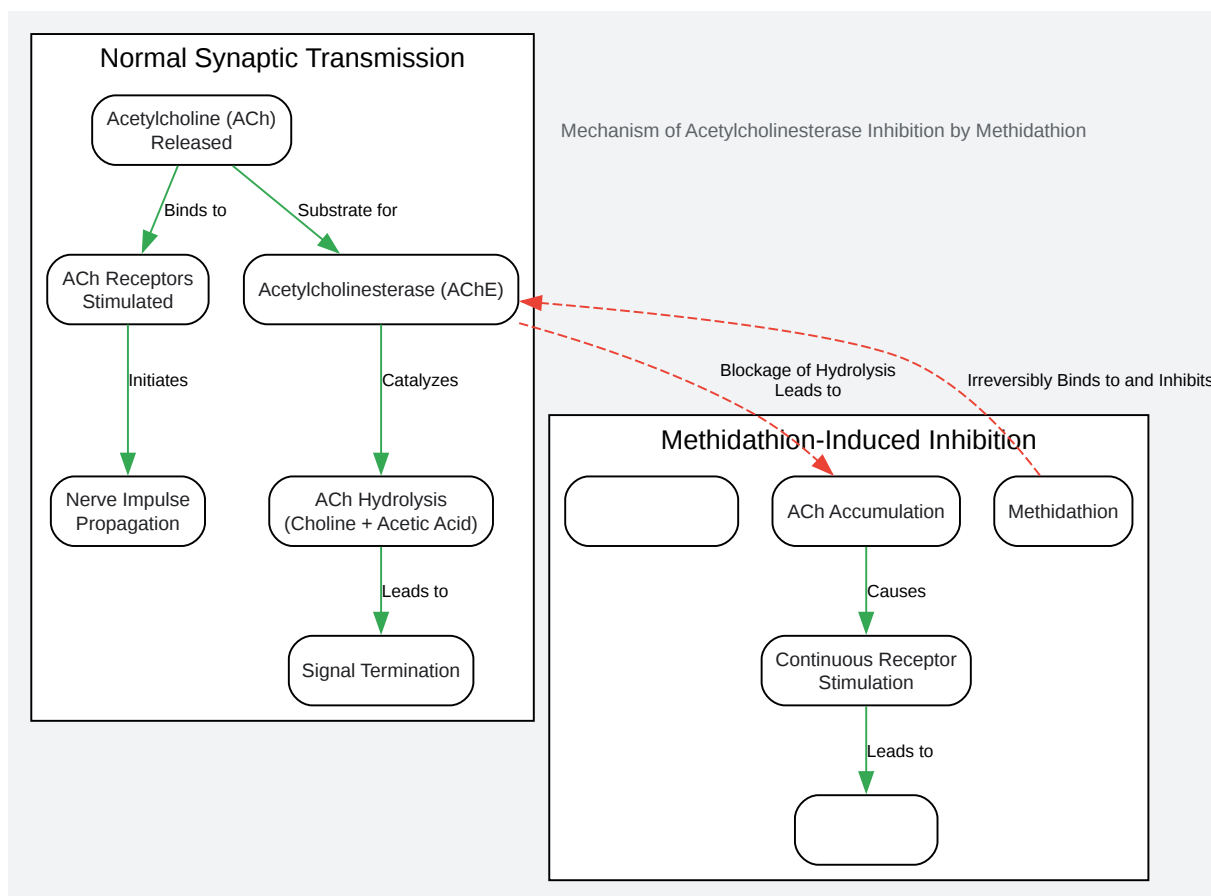 Normal Synaptic Transmission
Acetylcholine (ACh)
Released
Mechanism of Acetylcholinesterase Inhibition by Methidathion
Binds to
Substrate for
ACh Receptors
Stimulated
Acetylcholinesterase (AChE)
Initiates
Catalyzes
Blockage of Hydrolysis
Leads to
Irreversibly Binds to and Inhibits
Methidathion-Induced Inhibition
Nerve Impulse
Propagation
ACh Hydrolysis
(Choline + Acetic Acid)
ACh Accumulation
Methidathion
Leads to
Causes
Signal Termination
Continuous Receptor
Stimulation
Leads to